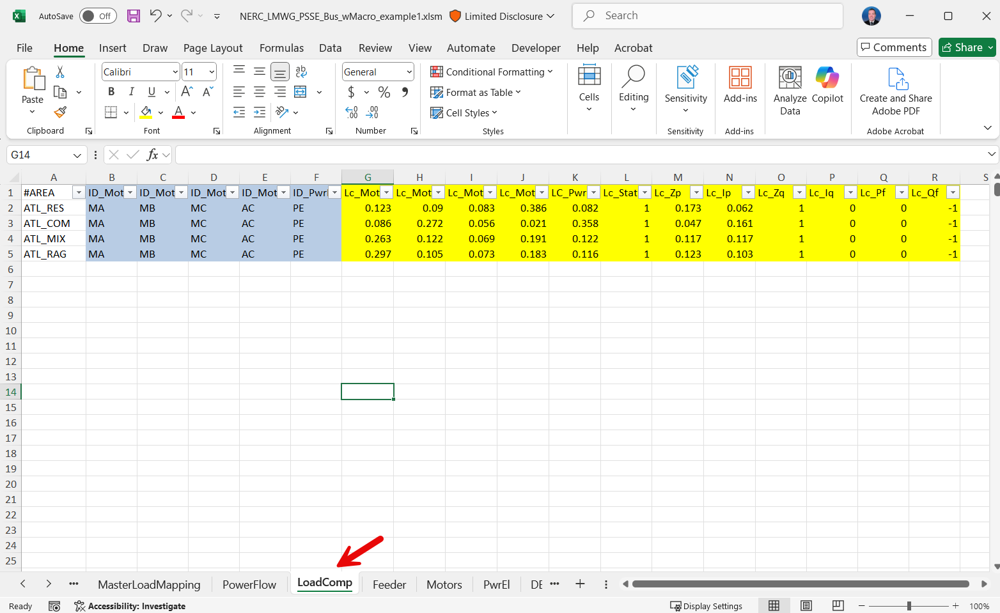 AutoSave Off NERC_LMWG_PSSE_Bus_wMacro_example1.xlsm Limited Disclosure Search
File Home Insert Draw Page Layout Formulas Data Review View Automate Developer Help Acrobat Comments Share
Paste
Clipboard
Calibri 11
B I U A A
A
Font
ab
Alignment
General
$ %
.00 .00
Number
Conditional Formatting
Format as Table
Cell Styles
Styles
Cells
Editing
Sensitivity
Sensitivity
Add-ins
Add-ins
Analyze
Data
Copilot
Create and Share
Adobe PDF
Adobe Acrobat
G14 fx
A B C D E F G H I J K L M N O P Q R S
1 #AREA ID_Mot ID_Mot ID_Mot ID_Mot ID_Pwr Lc_Mot Lc_Mot Lc_Mot Lc_Mot LC_Pwr Lc_Stat Lc_Zp Lc_Ip Lc_Zq Lc_Iq Lc_Pf Lc_Qf
2 ATL_RES MA MB MC AC PE 0.123 0.09 0.083 0.386 0.082 1 0.173 0.062 1 0 0 -1
3 ATL_COM MA MB MC AC PE 0.086 0.272 0.056 0.021 0.358 1 0.047 0.161 1 0 0 -1
4 ATL_MIX MA MB MC AC PE 0.263 0.122 0.069 0.191 0.122 1 0.117 0.117 1 0 0 -1
5 ATL_RAG MA MB MC AC PE 0.297 0.105 0.073 0.183 0.116 1 0.123 0.103 1 0 0 -1
6
7
8
9
10
11
12
13
14
15
16
17
18
19
20
21
22
23
24
25
MasterLoadMapping PowerFlow LoadComp Feeder Motors PwrEl DE
Ready Accessibility: Investigate Display Settings 100%